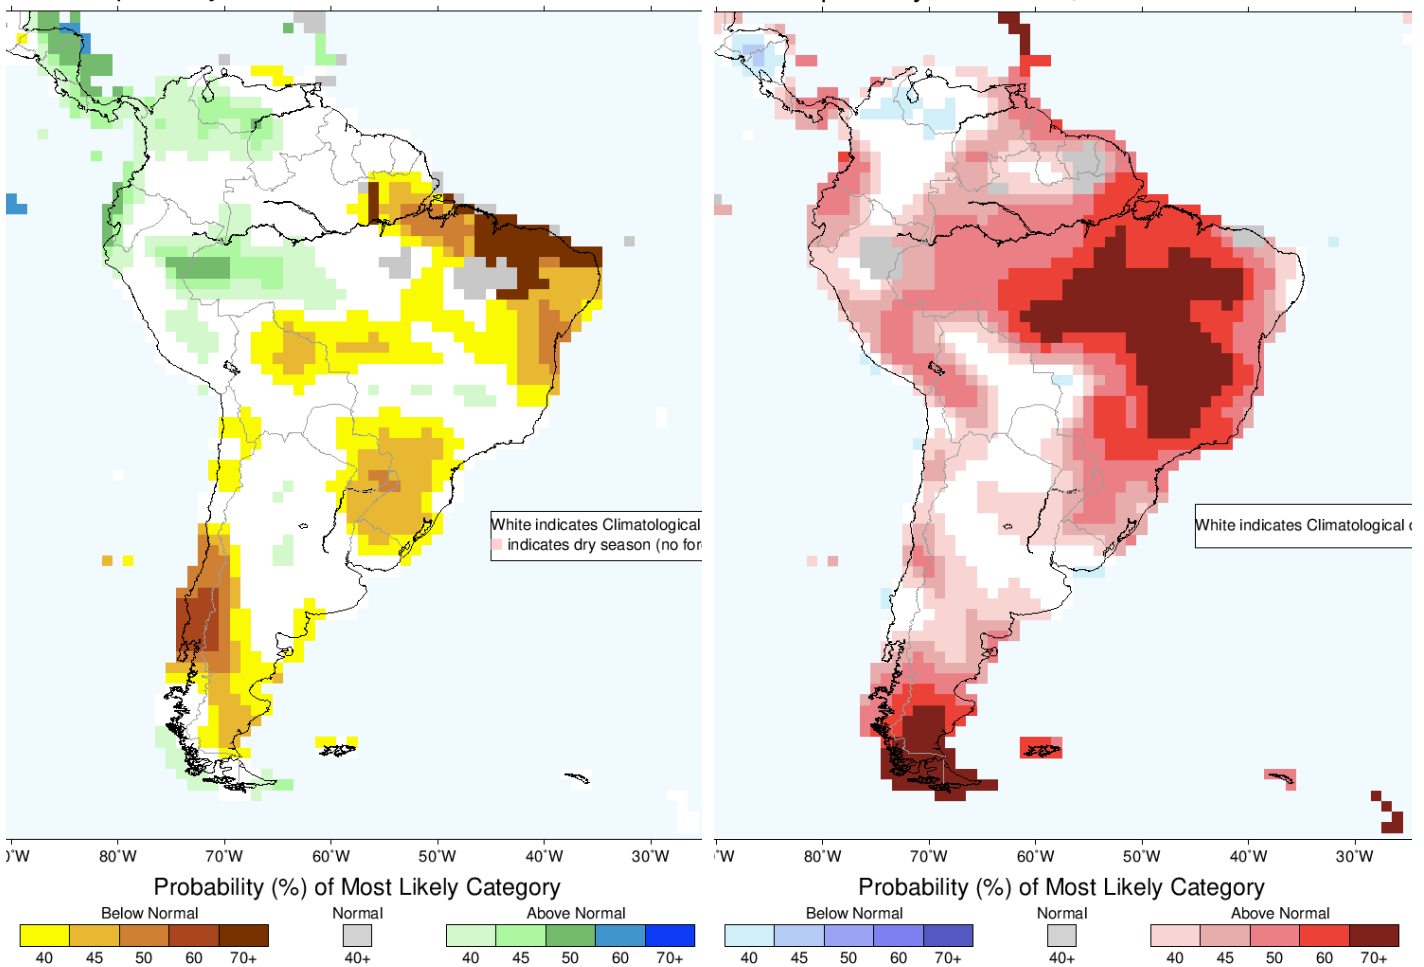 White indicates Climatological
indicates dry season (no for
White indicates Climatological
80°W 70°W 60°W 50°W 40°W 30°W
80°W 70°W 60°W 50°W 40°W 30°W
Probability (%) of Most Likely Category
Below Normal Normal Above Normal
40 45 50 60 70+ 40+ 40 45 50 60 70+
Probability (%) of Most Likely Category
Below Normal Normal Above Normal
40 45 50 60 70+ 40+ 40 45 50 60 70+